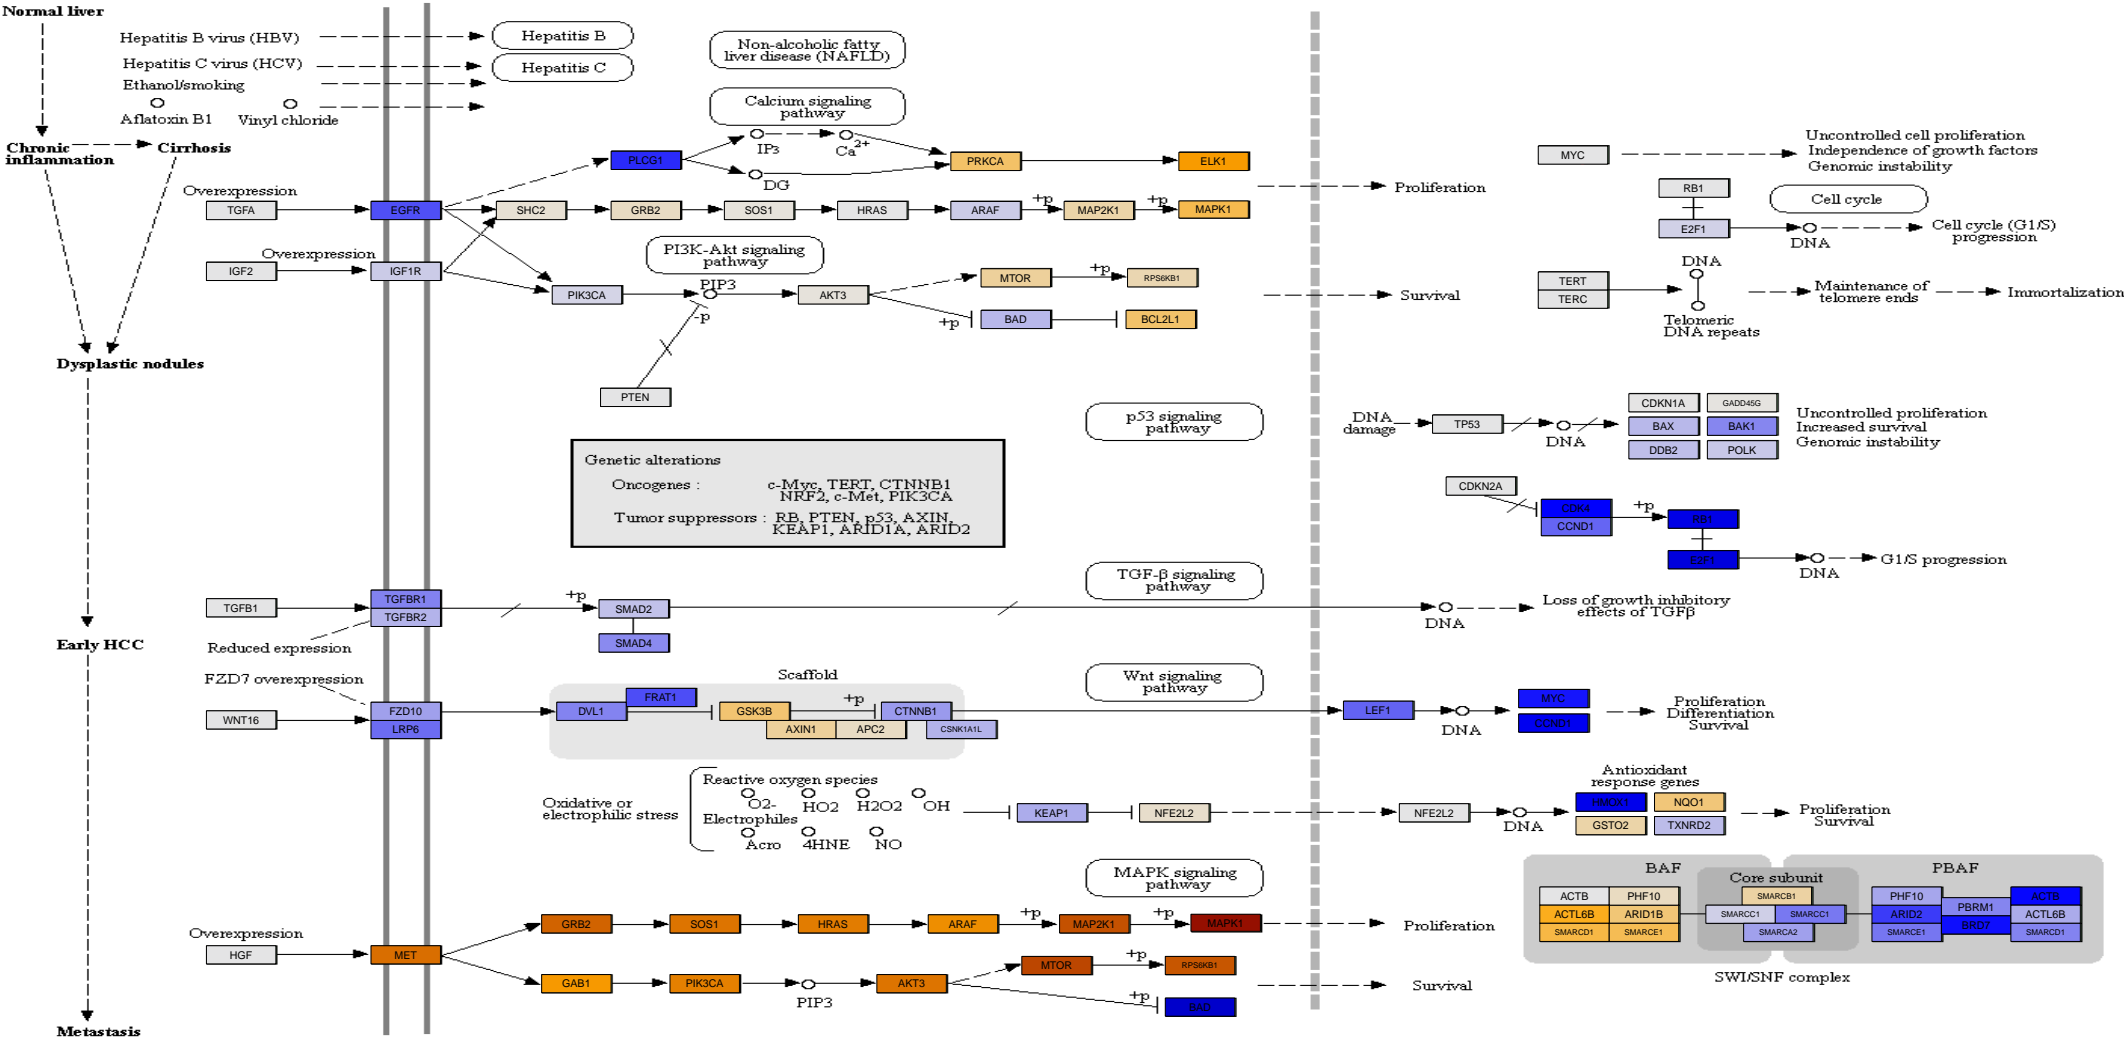 Normal liver
Hepatitis B virus (HBV)
Hepatitis B
Hepatitis C virus (HCV)
Hepatitis C
Ethanol/smoking
Aflatoxin B1
Vinyl chloride
Non-alcoholic fatty
liver disease (NAFLD)
Calcium signaling
pathway
Chronic
inflammation
Cirrhosis
IP3
Ca2+
DG
PLCG1
PRKCA
ELK1
Overexpression
TGFA
EGFR
SHC2
GRB2
SOS1
HRAS
ARAF
+p
MAP2K1
+p
MAPK1
Proliferation
Overexpression
IGF2
IGF1R
PI3K-Akt signaling
pathway
PIK3CA
PIP3
AKT3
MTOR
+p
RPS6KB1
+p
BAD
BCL2L1
Survival
-p
PTEN
MYC
Uncontrolled cell proliferation
Independence of growth factors
Genomic instability
RB1
E2F1
Cell cycle
DNA
Cell cycle (G1/S)
progression
TERT
TERC
DNA
Telomeric
DNA repeats
Maintenance of
telomere ends
Immortalization
Dysplastic nodules
p53 signaling
pathway
DNA
damage
TP53
DNA
CDKN1A
GADD45G
BAX
BAK1
DDB2
POLK
Uncontrolled proliferation
Increased survival
Genomic instability
Genetic alterations
Oncogenes :
c-Myc, TERT, CTNNB1
NRF2, c-Met, PIK3CA
Tumor suppressors :
RB, PTEN, p53, AXIN,
KEAP1, ARID1A, ARID2
CDKN2A
CDK4
CCND1
+p
RB1
E2F1
DNA
G1/S progression
TGF-β signaling
pathway
TGFB1
TGFBR1
TGFBR2
+p
SMAD2
SMAD4
DNA
Loss of growth inhibitory
effects of TGFβ
Reduced expression
Early HCC
FZD7 overexpression
Scaffold
Wnt signaling
pathway
WNT16
FZD10
LRP6
DVL1
FRAT1
GSK3B
+p
CTNNB1
AXIN1
APC2
CSNK1A1L
LEF1
DNA
MYC
CCND1
Proliferation
Differentiation
Survival
Oxidative or
electrophilic stress
Reactive oxygen species
O2-
HO2
H2O2
OH
Electrophiles
Acro
4HNE
NO
KEAP1
NFE2L2
NFE2L2
DNA
Antioxidant
response genes
HMOX1
NQO1
GSTO2
TXNRD2
Proliferation
Survival
MAPK signaling
pathway
Overexpression
HGF
MET
GRB2
SOS1
HRAS
ARAF
+p
MAP2K1
+p
MAPK1
Proliferation
GAB1
PIK3CA
PIP3
AKT3
MTOR
+p
RPS6KB1
+p
BAD
Survival
BAF
PBAF
Core subunit
ACTB
PHF10
ACTL6B
ARID1B
SMARCD1
SMARCE1
SMARCB1
SMARCC1
SMARCC1
SMARCA2
PHF10
ARID2
SMARCE1
PBRM1
BRD7
ACTB
ACTL6B
SMARCD1
SWI/SNF complex
Metastasis